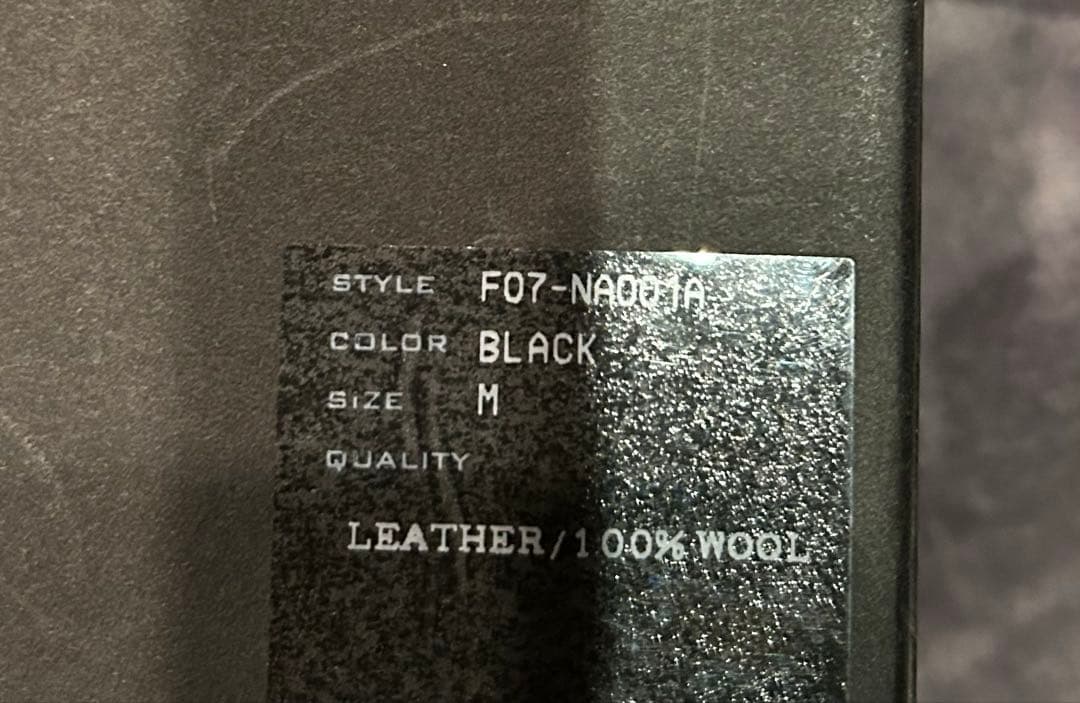 STYLE F07-NA001A
COLOR BLACK
SiZE M
QUALITY
LEATHER/100% WOOL